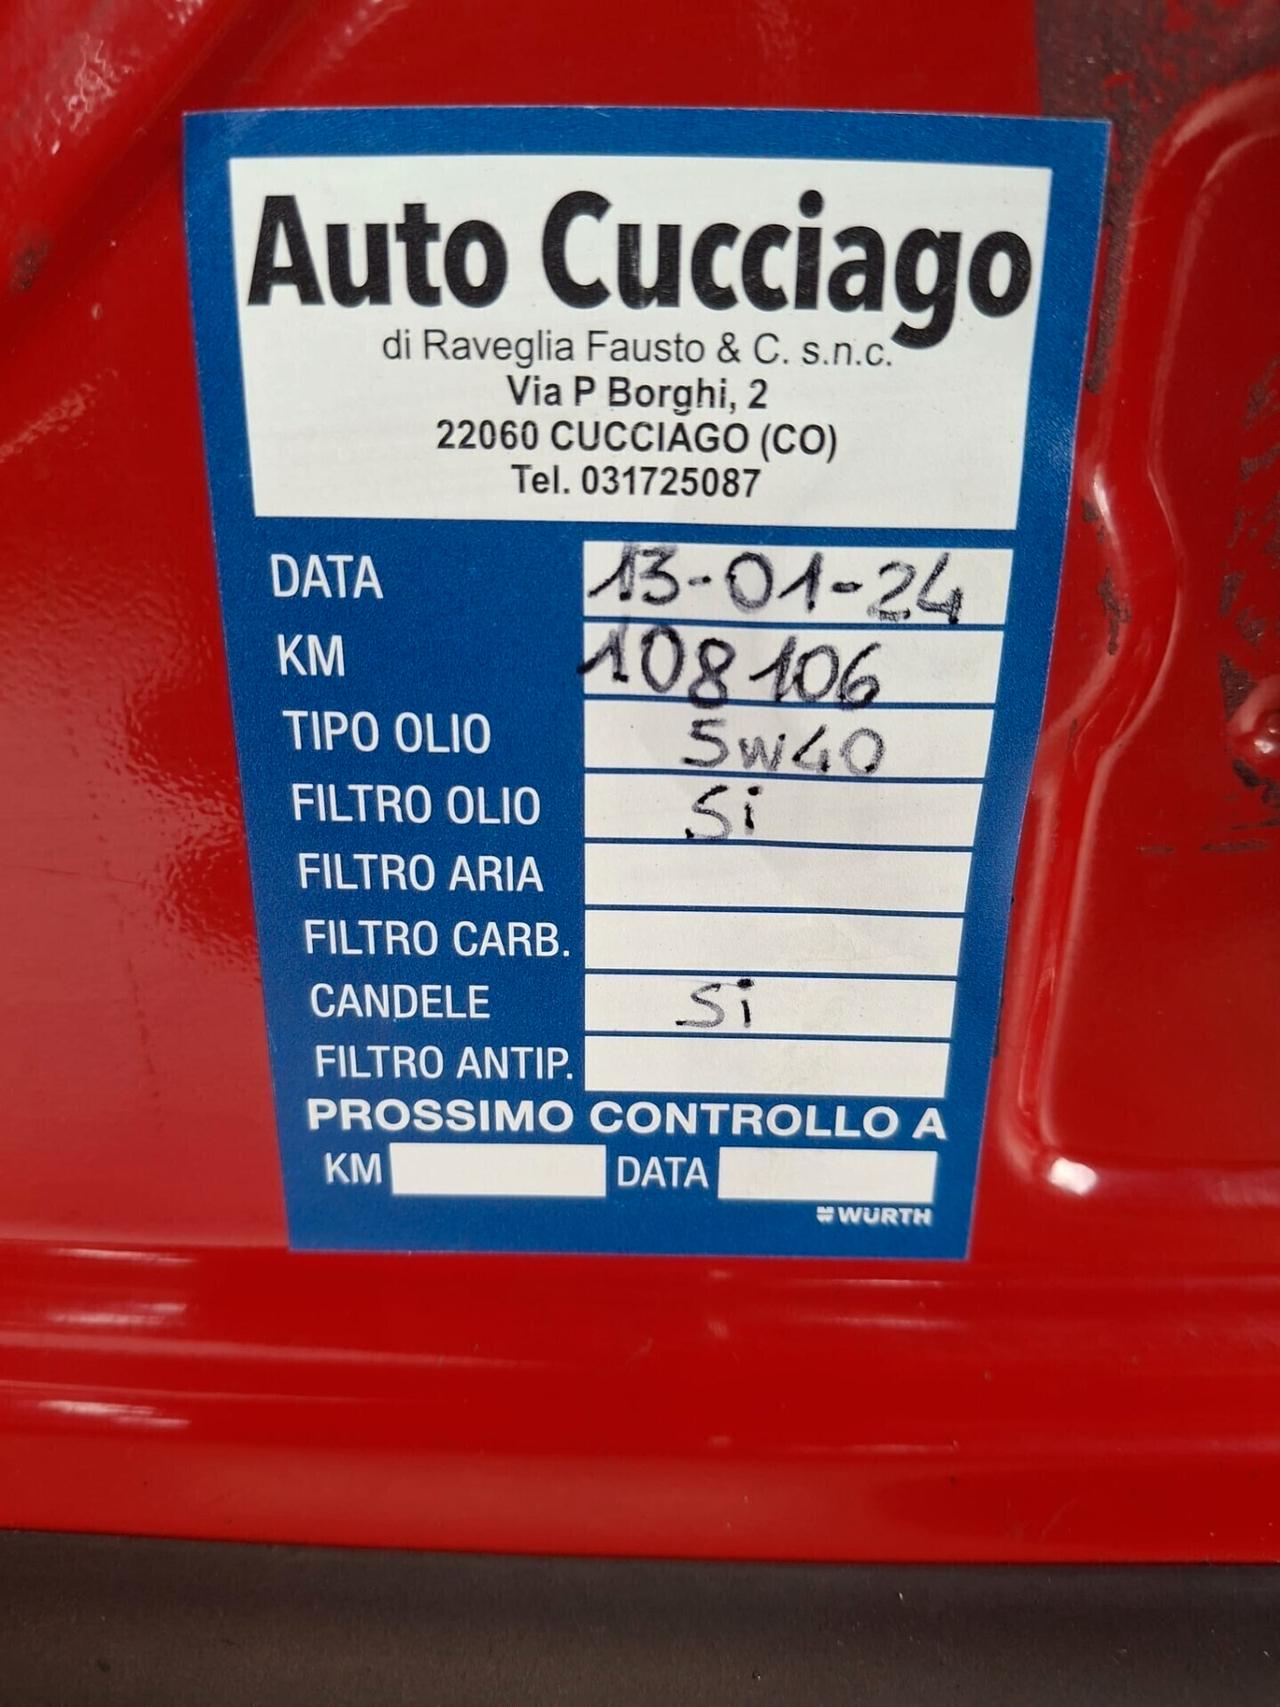 Auto Cucciago
di Raveglia Fausto & C. s.n.c.
Via P Borghi, 2
22060 CUCCIAGO (CO)
Tel. 031725087
DATA 13-01-24
KM 108106
TIPO OLIO 5w40
FILTRO OLIO Si
FILTRO ARIA
FILTRO CARB.
CANDELE Si
FILTRO ANTIP.
PROSSIMO CONTROLLO A
KM DATA
WÜRTH